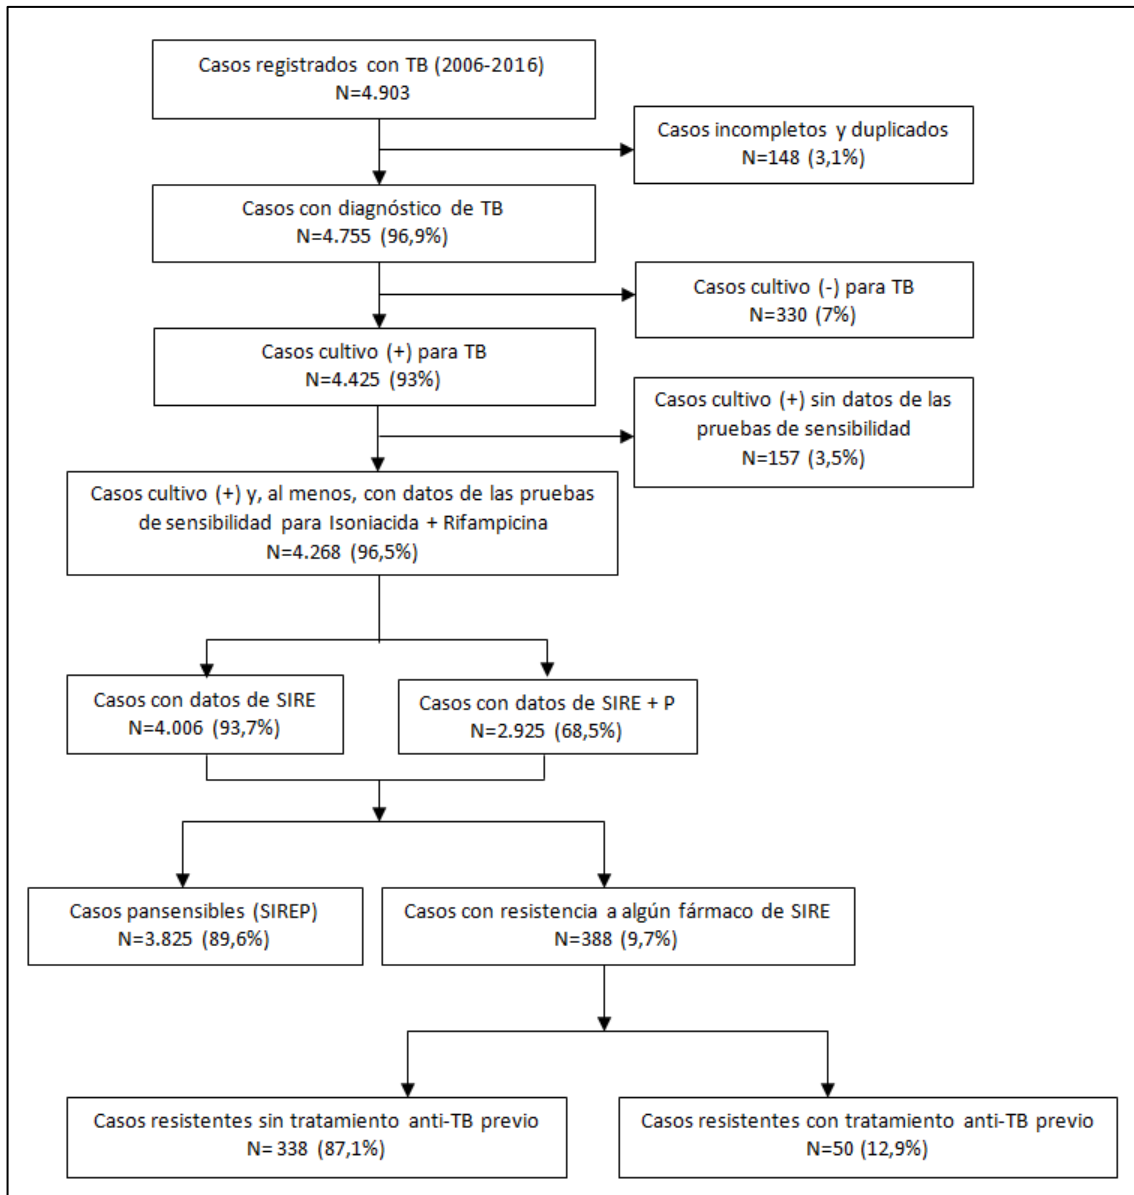 Casos registrados con TB (2006-2016)
N=4.903
Casos incompletos y duplicados
N=148 (3,1%)
Casos con diagnóstico de TB
N=4.755 (96,9%)
Casos cultivo (-) para TB
N=330 (7%)
Casos cultivo (+) para TB
N=4.425 (93%)
Casos cultivo (+) sin datos de las
pruebas de sensibilidad
N=157 (3,5%)
Casos cultivo (+) y, al menos, con datos de las pruebas
de sensibilidad para Isoniacida + Rifampicina
N=4.268 (96,5%)
Casos con datos de SIRE
N=4.006 (93,7%)
Casos con datos de SIRE + P
N=2.925 (68,5%)
Casos pansensibles (SIREP)
N=3.825 (89,6%)
Casos con resistencia a algún fármaco de SIRE
N=388 (9,7%)
Casos resistentes sin tratamiento anti-TB previo
N= 338 (87,1%)
Casos resistentes con tratamiento anti-TB previo
N=50 (12,9%)